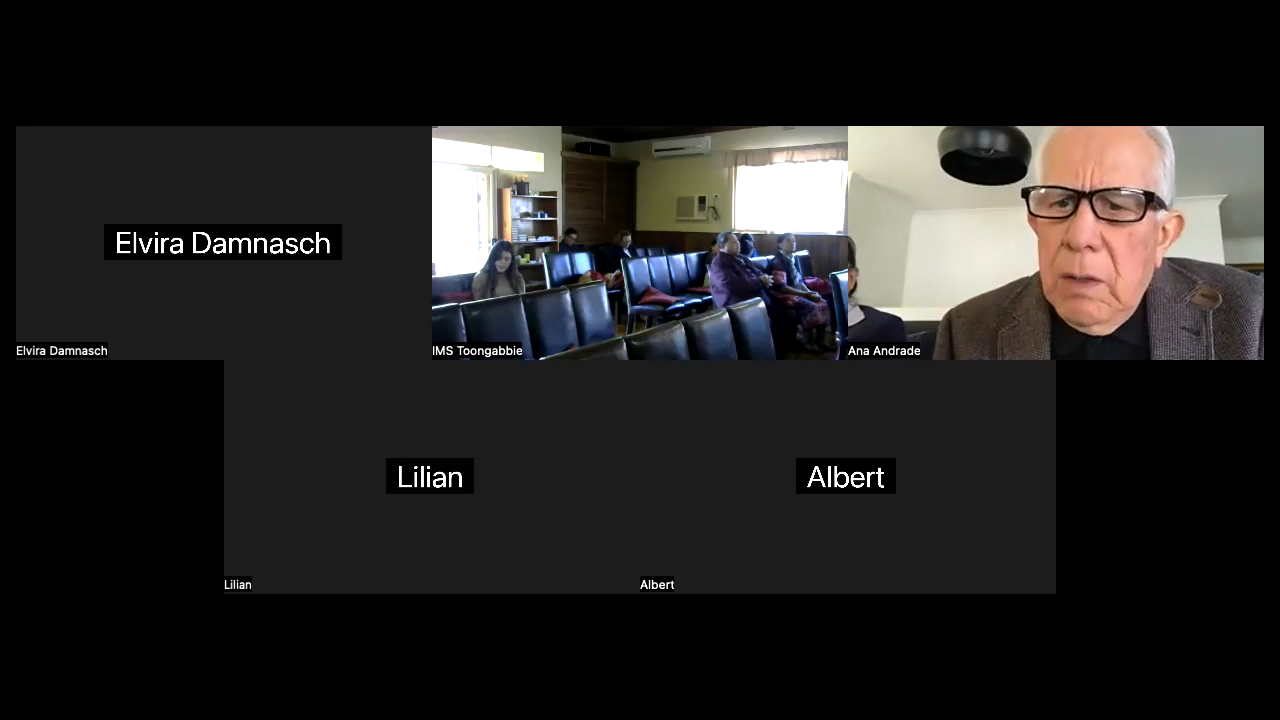 Elvira Damnasch
Elvira Damnasch
IMS Toongabbie
Ana Andrade
Lilian
Albert
Lilian
Albert